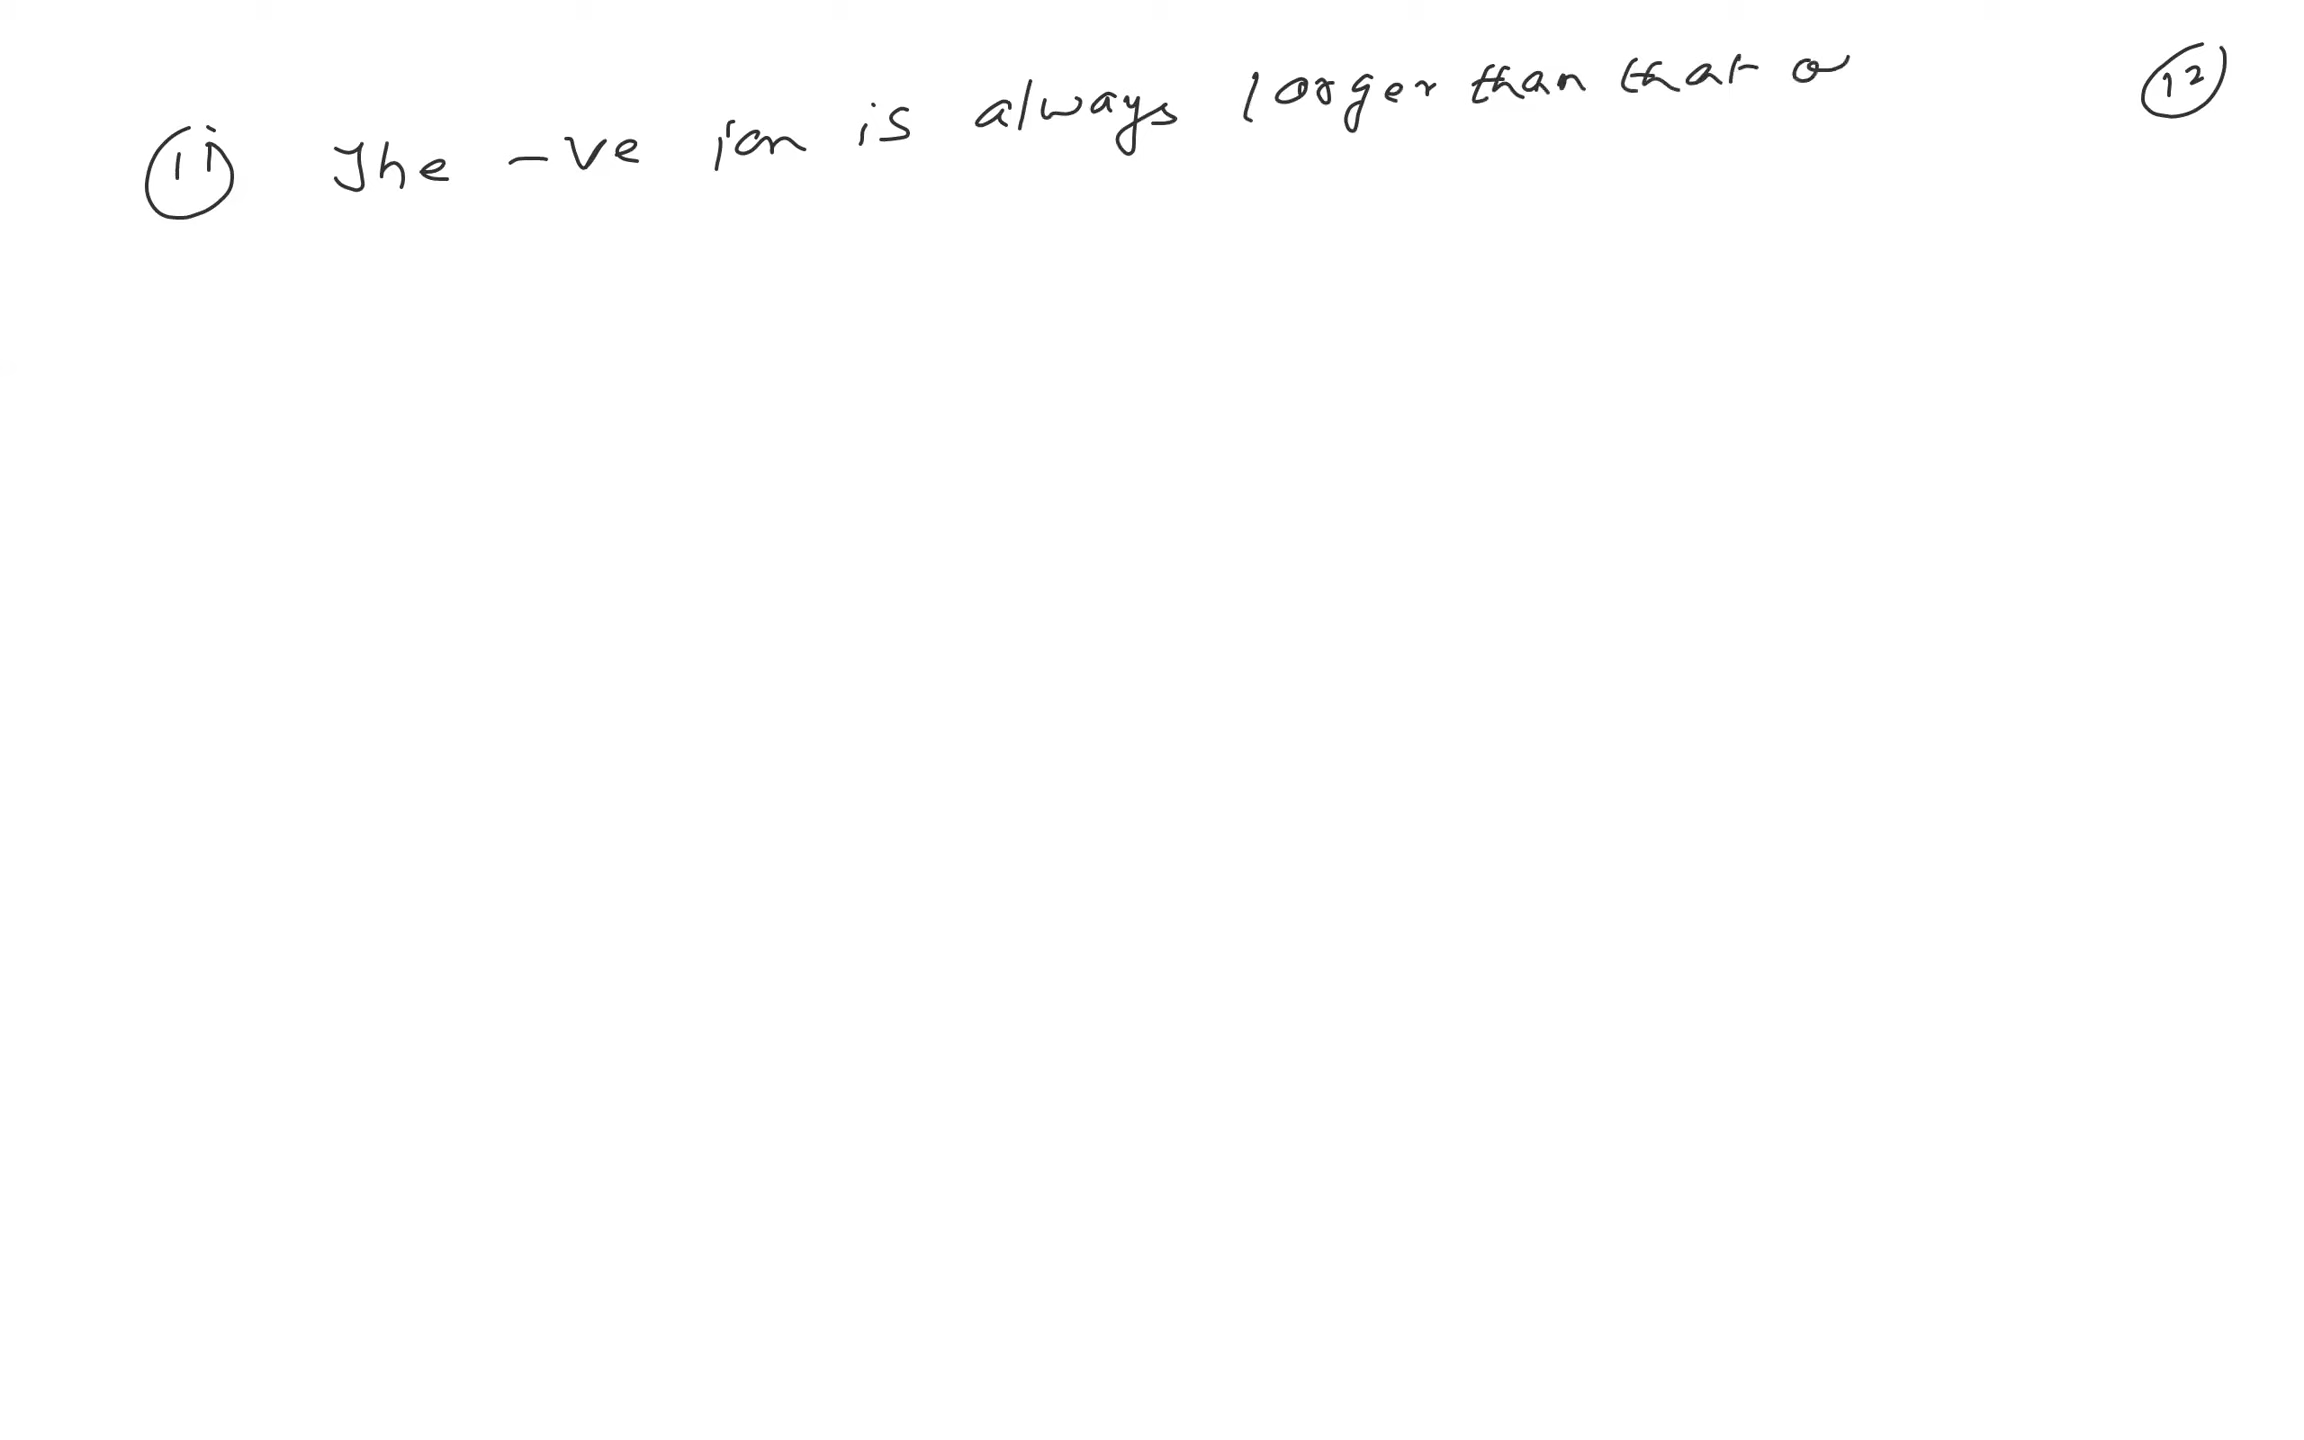 (ii) The -ve ion is always larger than that o
12